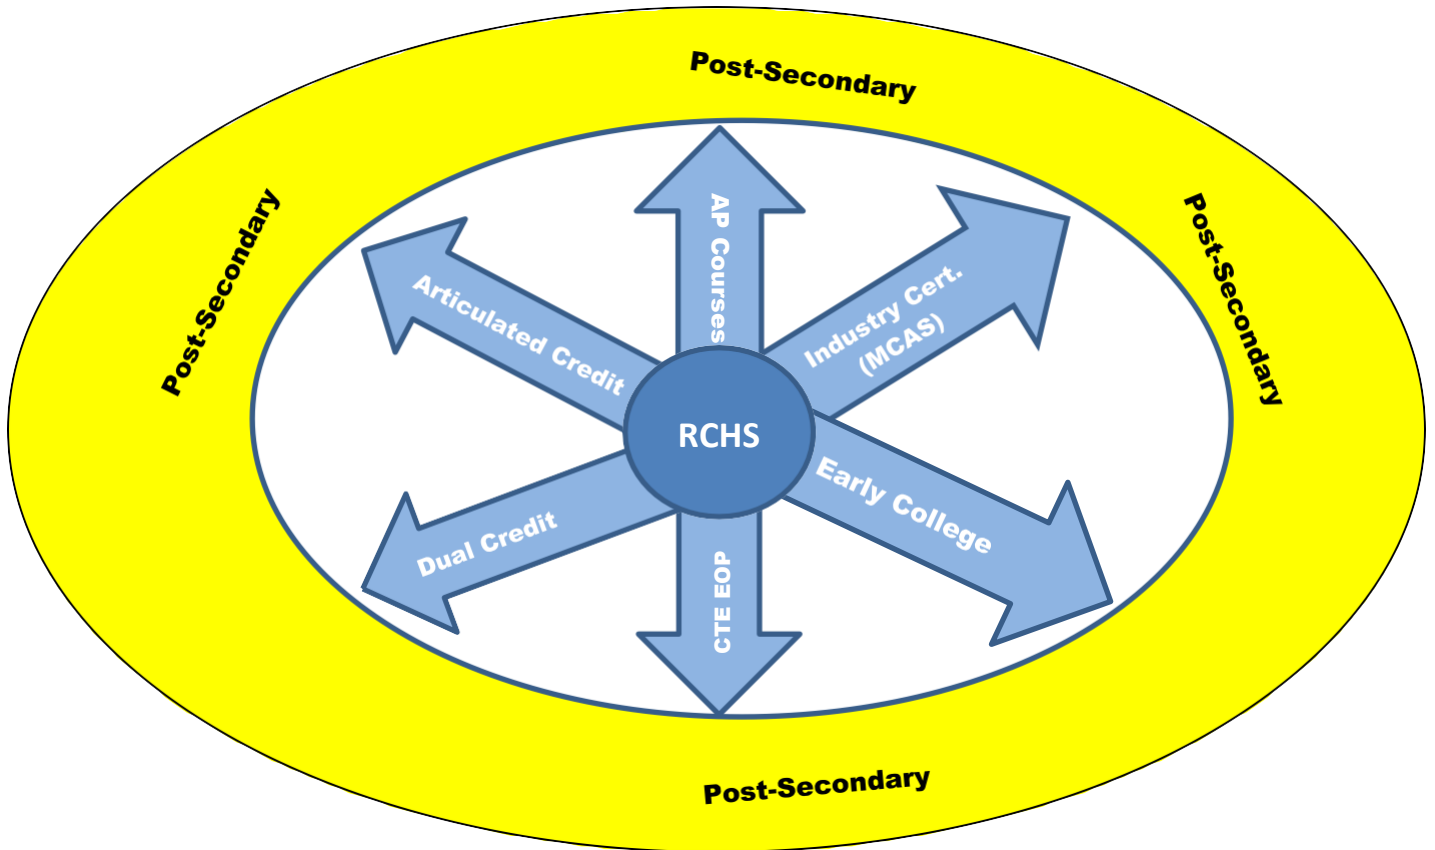 Post-Secondary
Post-Secondary
Post-Secondary
AP Courses
Articulated Credit
Industry Cert.
(MCAS)
RCHS
Early College
Dual Credit
CTE EOP
Post-Secondary